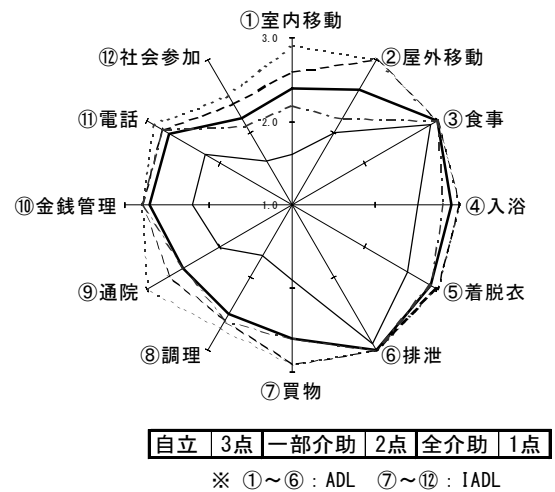 ①室内移動
3.0
⑫社会参加
②屋外移動
⑪電話
2.0
③食事
⑩金銭管理
1.0
④入浴
⑨通院
⑤着脱衣
⑧調理
⑥排泄
⑦買物
自立 3点 一部介助 2点 全介助 1点
※ ①~⑥：ADL ⑦~⑫：IADL